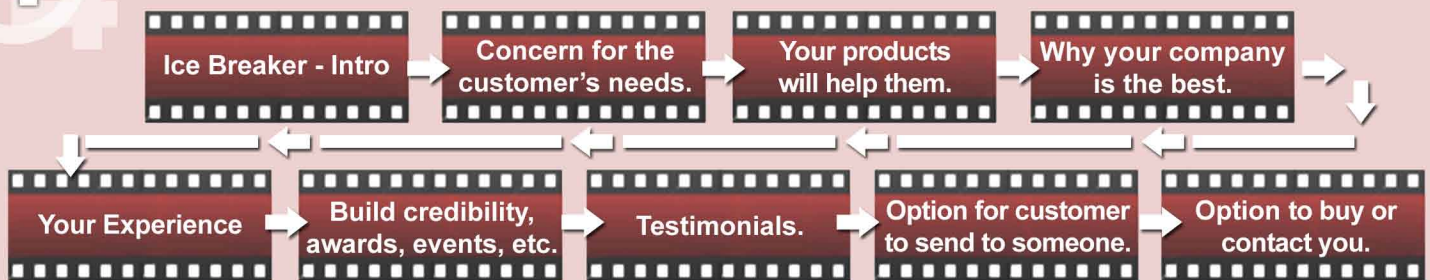 Ice Breaker - Intro
Concern for the
customer's needs.
Your products
will help them.
Why your company
is the best.
Your Experience
Build credibility,
awards, events, etc.
Testimonials.
Option for customer
to send to someone.
Option to buy or
contact you.